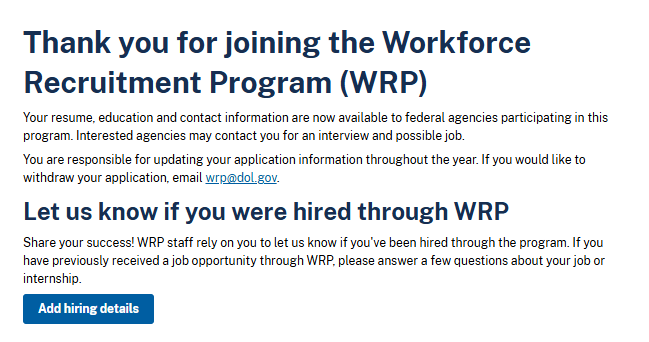 Thank you for joining the Workforce
Recruitment Program (WRP)
Your resume, education and contact information are now available to federal agencies participating in this
program. Interested agencies may contact you for an interview and possible job.
You are responsible for updating your application information throughout the year. If you would like to
withdraw your application, email wrp@dol.gov.
Let us know if you were hired through WRP
Share your success! WRP staff rely on you to let us know if you've been hired through the program. If you
have previously received a job opportunity through WRP, please answer a few questions about your job or
internship.
Add hiring details